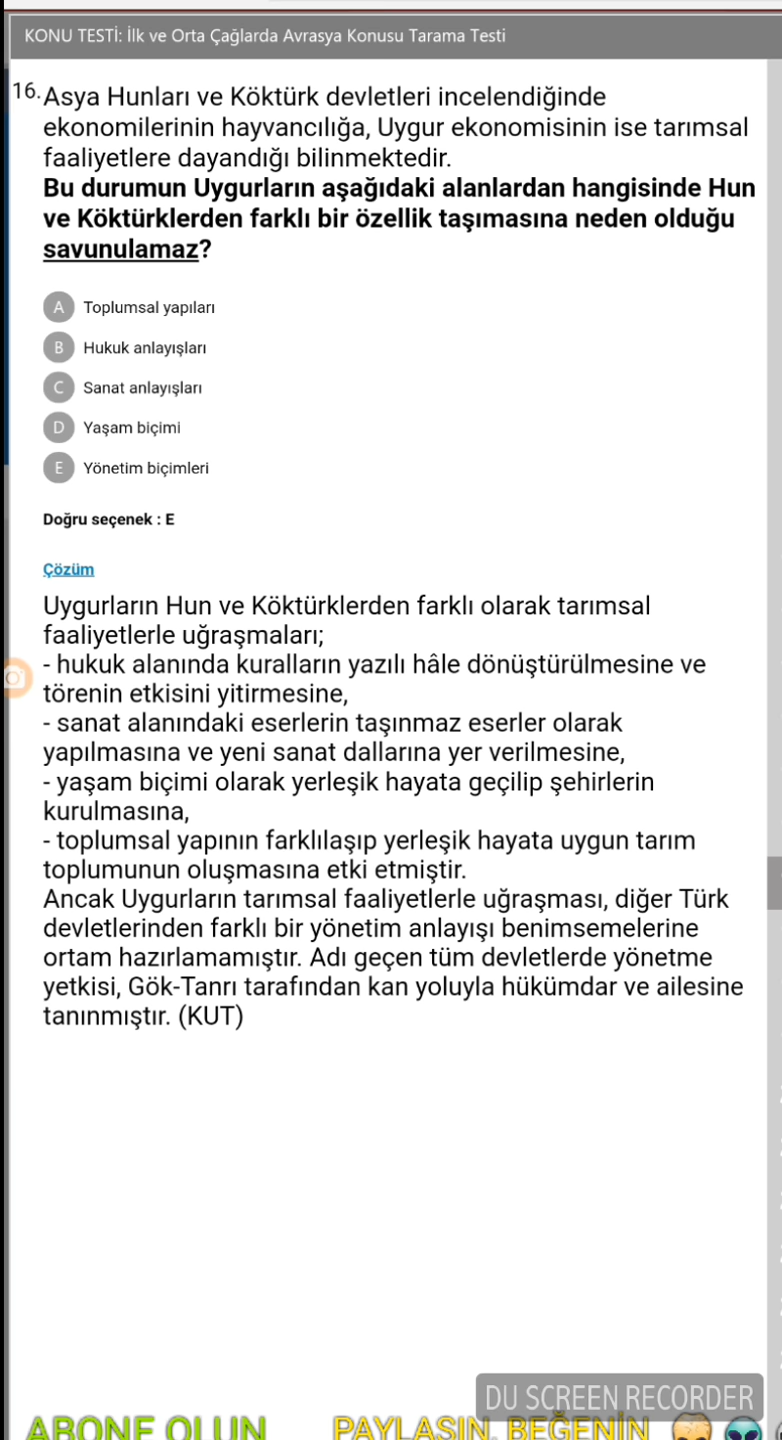 KONU TESTİ: İlk ve Orta Çağlarda Avrasya Konusu Tarama Testi
16. Asya Hunları ve Köktürk devletleri incelendiğinde
ekonomilerinin hayvancılığa, Uygur ekonomisinin ise tarımsal
faaliyetlere dayandığı bilinmektedir.
Bu durumun Uygurların aşağıdaki alanlardan hangisinde Hun
ve Köktürklerden farklı bir özellik taşımasına neden olduğu
savunulamaz?
A Toplumsal yapıları
B Hukuk anlayışları
C Sanat anlayışları
D Yaşam biçimi
E Yönetim biçimleri
Doğru seçenek : E
Çözüm
Uygurların Hun ve Köktürklerden farklı olarak tarımsal
faaliyetlerle uğraşmaları;
- hukuk alanında kuralların yazılı hâle dönüştürülmesine ve
törenin etkisini yitirmesine,
- sanat alanındaki eserlerin taşınmaz eserler olarak
yapılmasına ve yeni sanat dallarına yer verilmesine,
- yaşam biçimi olarak yerleşik hayata geçilip şehirlerin
kurulmasına,
- toplumsal yapının farklılaşıp yerleşik hayata uygun tarım
toplumunun oluşmasına etki etmiştir.
Ancak Uygurların tarımsal faaliyetlerle uğraşması, diğer Türk
devletlerinden farklı bir yönetim anlayışı benimsemelerine
ortam hazırlamamıştır. Adı geçen tüm devletlerde yönetme
yetkisi, Gök-Tanrı tarafından kan yoluyla hükümdar ve ailesine
tanınmıştır. (KUT)
DU SCREEN RECORDER
ABONE OLUN PAYLAŞIN, BEĞENİN